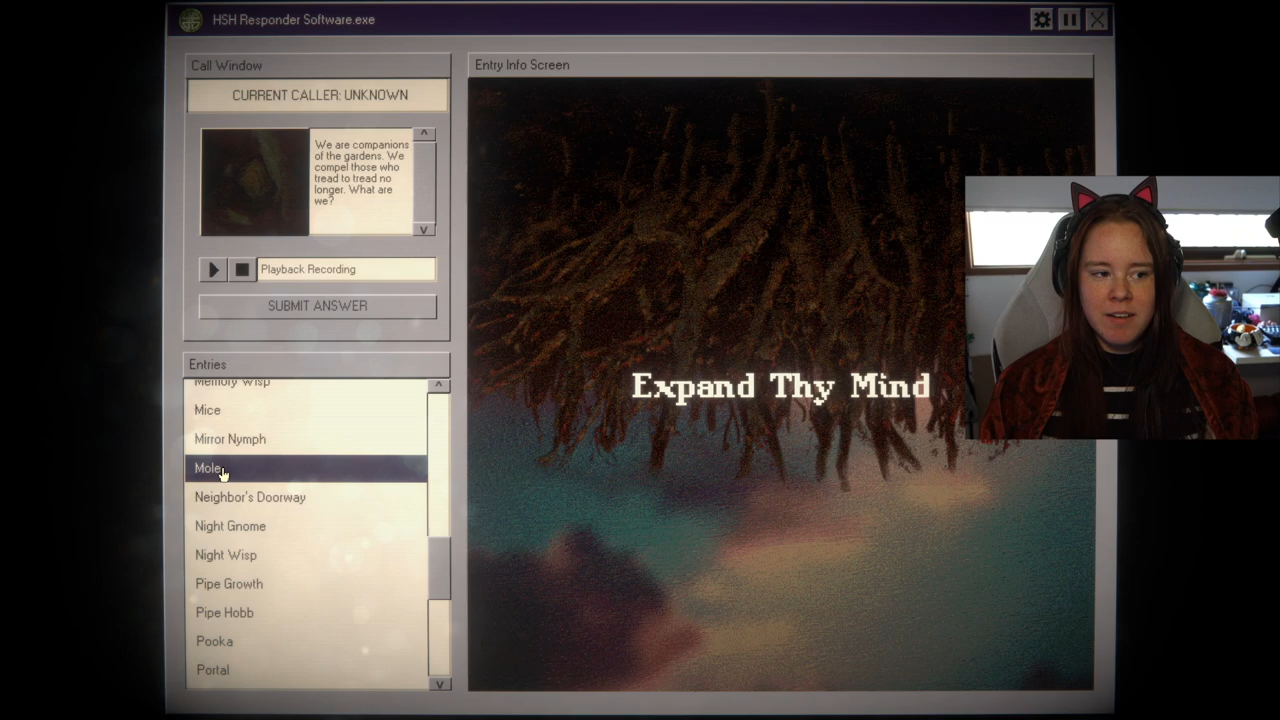 HSH Responder Software.exe
Call Window
CURRENT CALLER: UNKNOWN
We are companions
of the gardens. We
compel those who
tread to tread no
longer. What are
we?
Playback Recording
SUBMIT ANSWER
Entries
Memory Wisp
Mice
Mirror Nymph
Mole
Neighbor's Doorway
Night Gnome
Night Wisp
Pipe Growth
Pipe Hobb
Pooka
Portal
Entry Info Screen
Expand Thy Mind